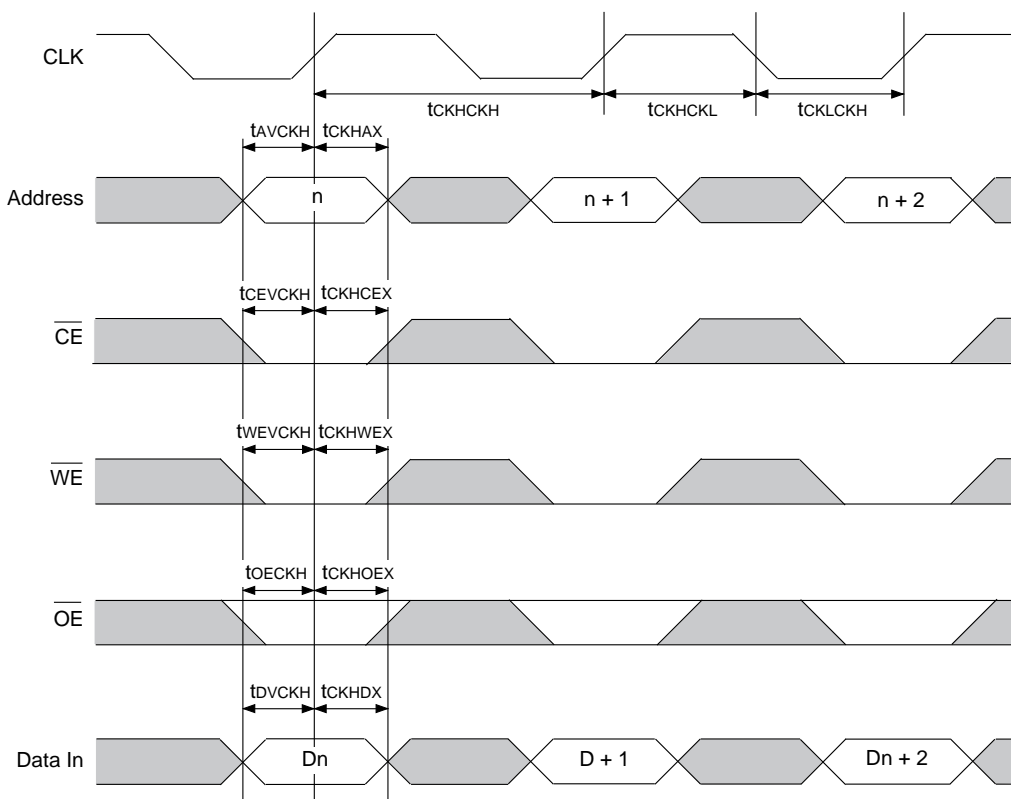 CLK
tCKHCKH
tCKHCKL
tCKLCKH
tAVCKH
tCKHAX
Address
n
n + 1
n + 2
tCEVCKH
tCKHCEX
CE
tWEVCKH
tCKHWEX
WE
tOECKH
tCKHOEX
OE
tDVCKH
tCKHDX
Data In
Dn
D + 1
Dn + 2